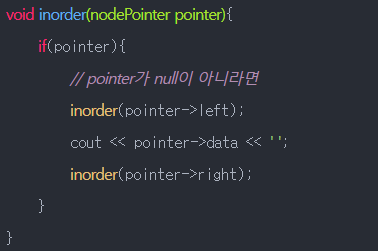 void inorder(nodePointer pointer){
if(pointer){
// pointer가 null이 아니라면
inorder(pointer->left);
cout << pointer->data << '';
inorder(pointer->right);
}
}